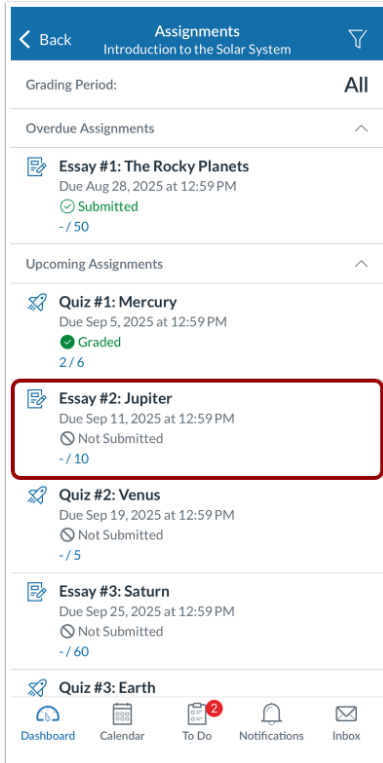 Back
Assignments
Introduction to the Solar System
Grading Period:
All
Overdue Assignments
Essay #1: The Rocky Planets
Due Aug 28, 2025 at 12:59 PM
Submitted
- / 50
Upcoming Assignments
Quiz #1: Mercury
Due Sep 5, 2025 at 12:59 PM
Graded
2 / 6
Essay #2: Jupiter
Due Sep 11, 2025 at 12:59 PM
Not Submitted
- / 10
Quiz #2: Venus
Due Sep 19, 2025 at 12:59 PM
Not Submitted
- / 5
Essay #3: Saturn
Due Sep 25, 2025 at 12:59 PM
Not Submitted
- / 60
Quiz #3: Earth
2
Dashboard Calendar To Do Notifications Inbox